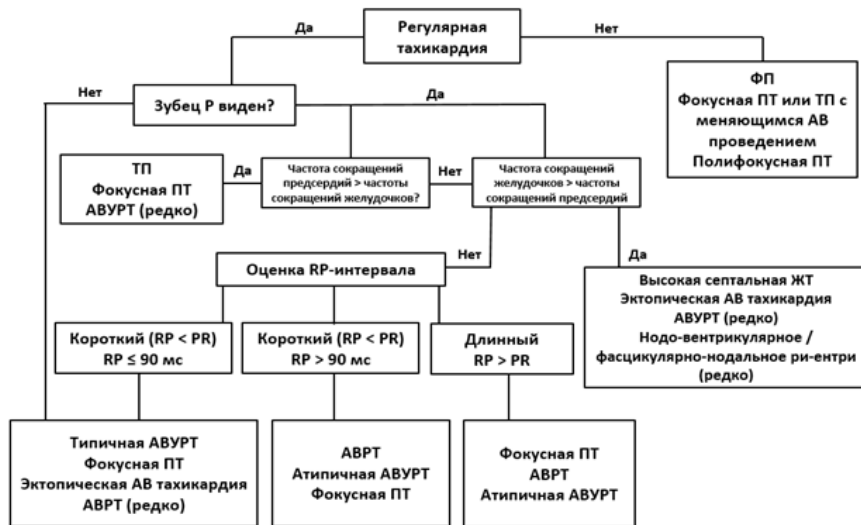 Регулярная
тахикардия
Да
Нет
ФП
Фокусная ПТ или ТП с
меняющимся АВ
проведением
Полифокусная ПТ
Нет
Зубец Р виден?
Да
ТП
Фокусная ПТ
АВУРТ (редко)
Да
Частота сокращений
предсердий > частоты
сокращений желудочков?
Нет
Частота сокращений
желудочков > частоты
сокращений предсердий
Нет
Да
Оценка RP-интервала
Высокая септальная ЖТ
Эктопическая АВ тахикардия
АВУРТ (редко)
Нодо-вентрикулярное /
фасцикулярно-нодальное ри-ентри
(редко)
Короткий (RP < PR)
RP ≤ 90 мс
Короткий (RP < PR)
RP > 90 мс
Длинный
RP > PR
Типичная АВУРТ
Фокусная ПТ
Эктопическая АВ тахикардия
АВРТ (редко)
АВРТ
Атипичная АВУРТ
Фокусная ПТ
Фокусная ПТ
АВРТ
Атипичная АВУРТ